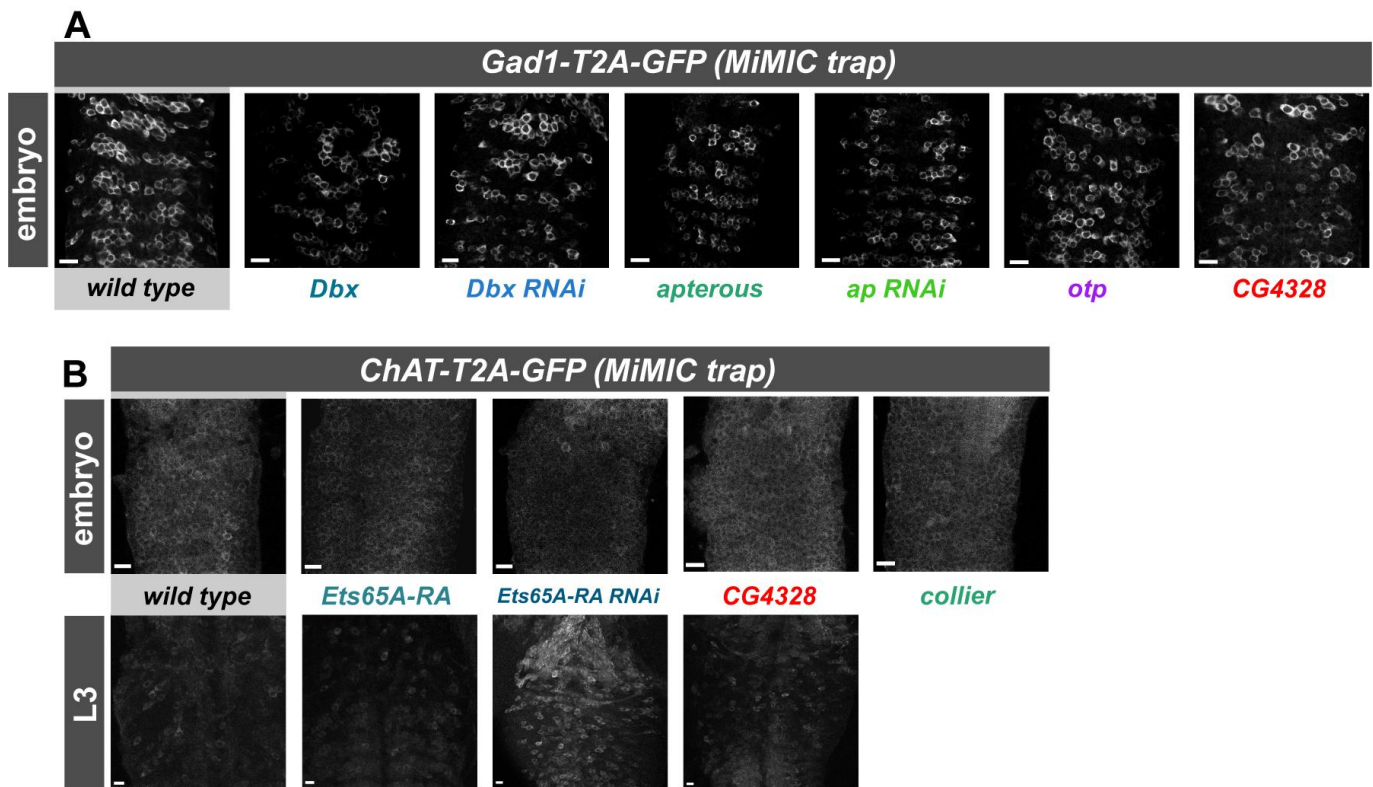 A
Gad1-T2A-GFP (MiMIC trap)
embryo
wild type
Dbx
Dbx RNAi
apterous
ap RNAi
otp
CG4328
B
ChAT-T2A-GFP (MiMIC trap)
embryo
wild type
Ets65A-RA
Ets65A-RA RNAi
CG4328
collier
L3